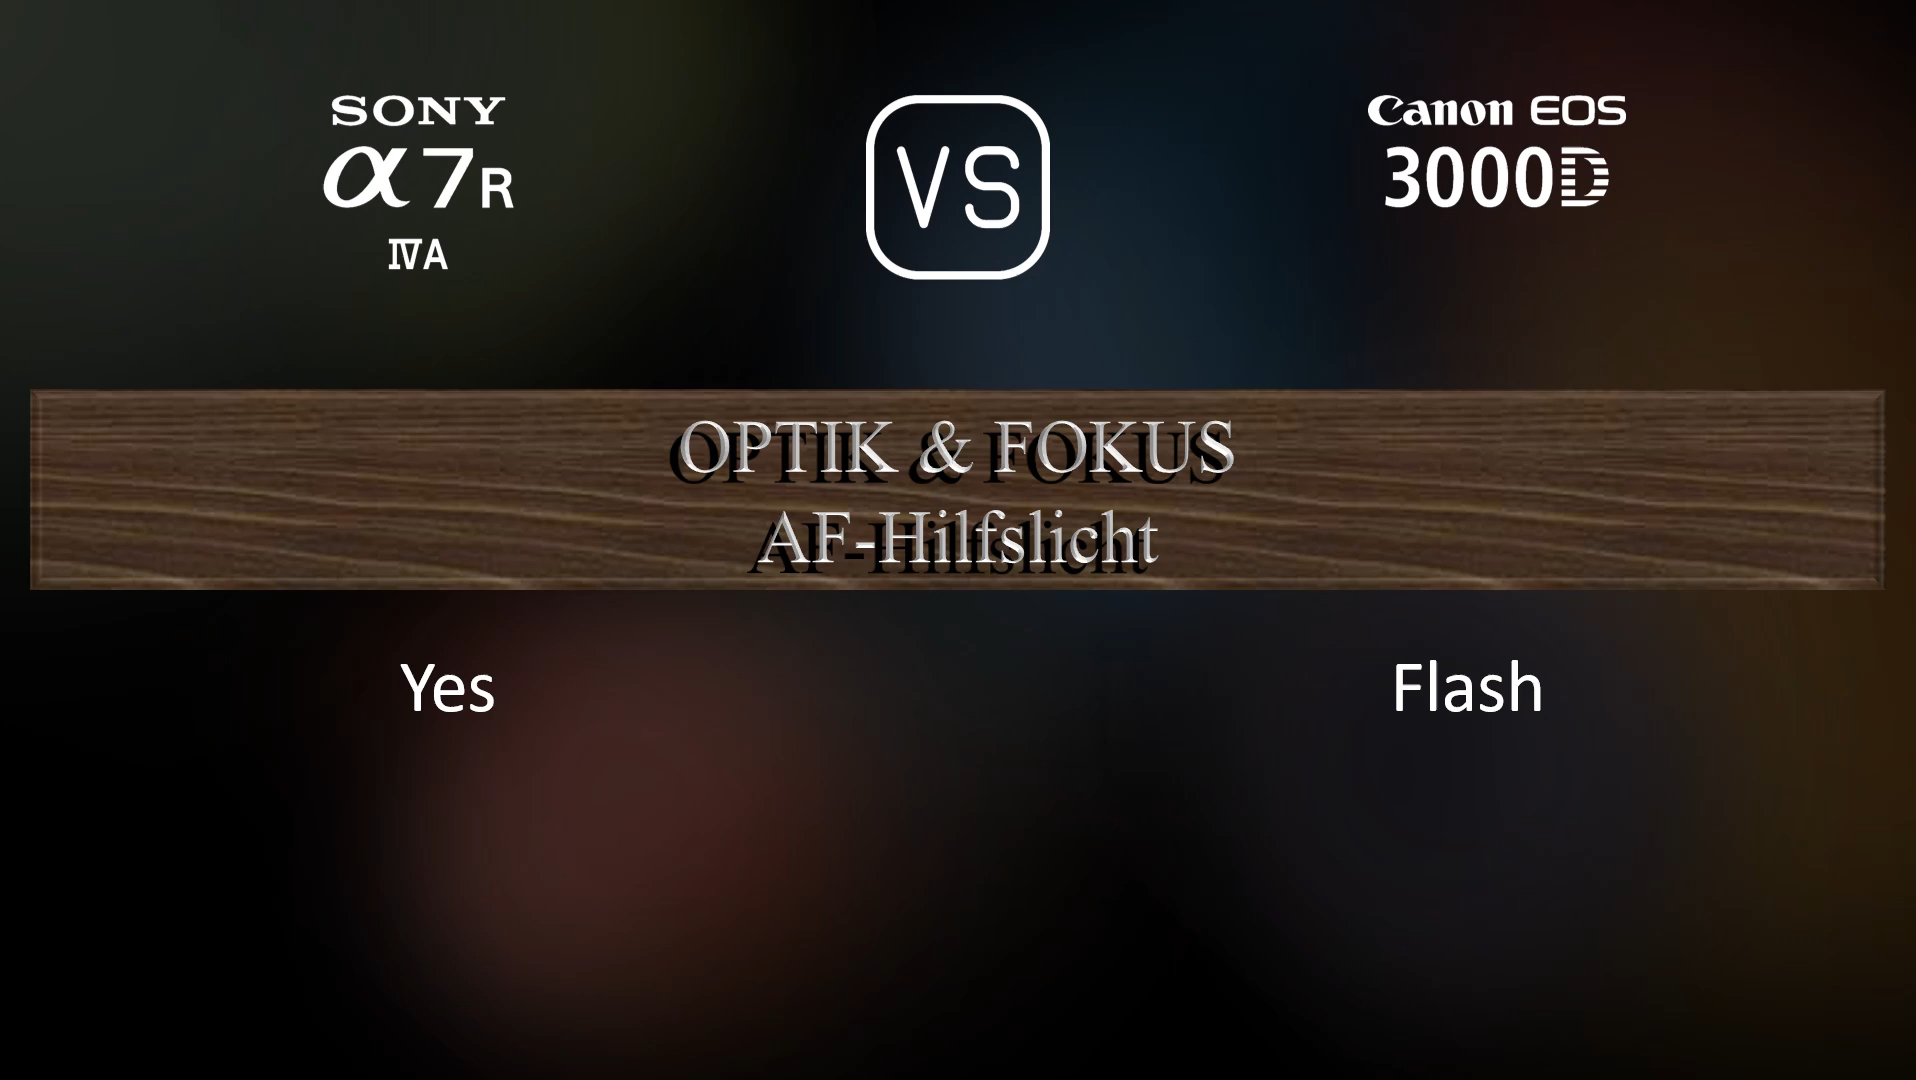 SONY
α7R
IVA
VS
Canon EOS
3000D
OPTIK & FOKUS
AF-Hilfslicht
Yes
Flash